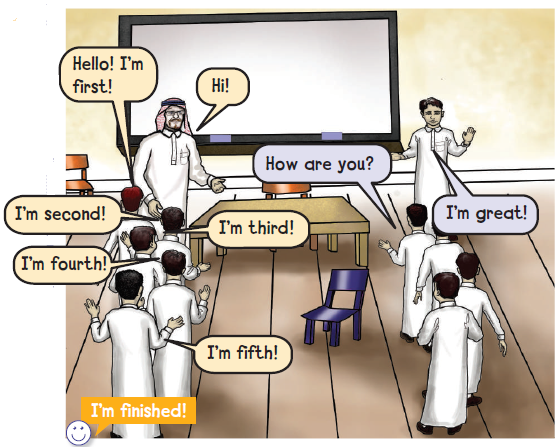 Hello! I'm
first!
Hi!
How are you?
I'm great!
I'm second!
I'm third!
I'm fourth!
I'm fifth!
I'm finished!